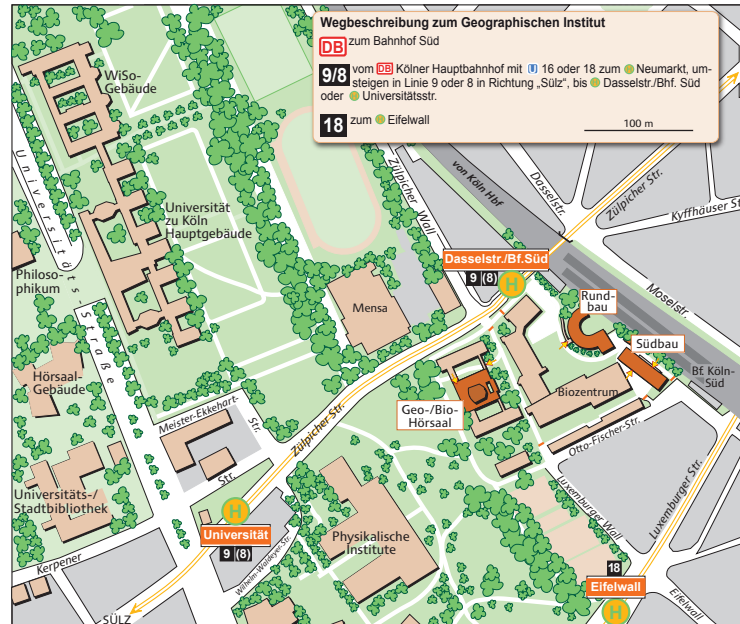 Wegbeschreibung zum Geographischen Institut
DB zum Bahnhof Süd
9/8 vom DB Kölner Hauptbahnhof mit U 16 oder 18 zum H Neumarkt, um-
steigen in Linie 9 oder 8 in Richtung „Sülz", bis H Dasselstr./Bhf. Süd
oder H Universitätsstr.
18 zum H Eifelwall
100 m
WiSo-
Gebäude
Universitäts-Straße
Universität
zu Köln
Hauptgebäude
Philoso-
phikum
Hörsaal-
Gebäude
Universitäts-/
Stadtbibliothek
Kerpener
Str.
Meister-Ekkehart-
Str.
Zülpicher Wall
von Köln Hbf
Dasselstr.
Zülpicher Str.
Kyffhäuser Str.
Moselstr
Dasselstr./Bf.Süd
9 (8)
H
Mensa
Rund-
bau
Südbau
Bf. Köln-
Süd
Biozentrum
Geo-/Bio-
Hörsaal
Otto-Fischer-Str.
Zülpicher Str.
Luxemburger Wall
Luxemburger Str.
H
Universität
9 (8)
Wilhelm-Waldeyer-Str.
Physikalische
Institute
18
Eifelwall
H
Eifelwall
SÜLZ